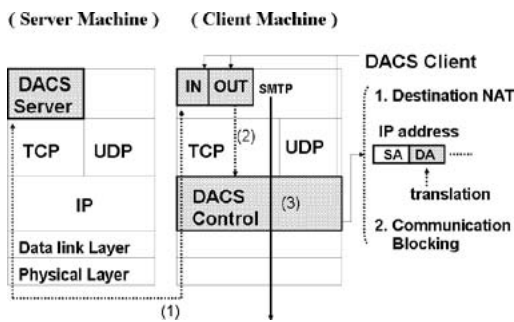 ( Server Machine )
( Client Machine )
DACS
Server
TCP
UDP
IP
Data link Layer
Physical Layer
(1)
IN
OUT
SMTP
(2)
TCP
UDP
DACS
Control
(3)
DACS Client
1. Destination NAT
IP address
SA
DA
translation
2. Communication
Blocking